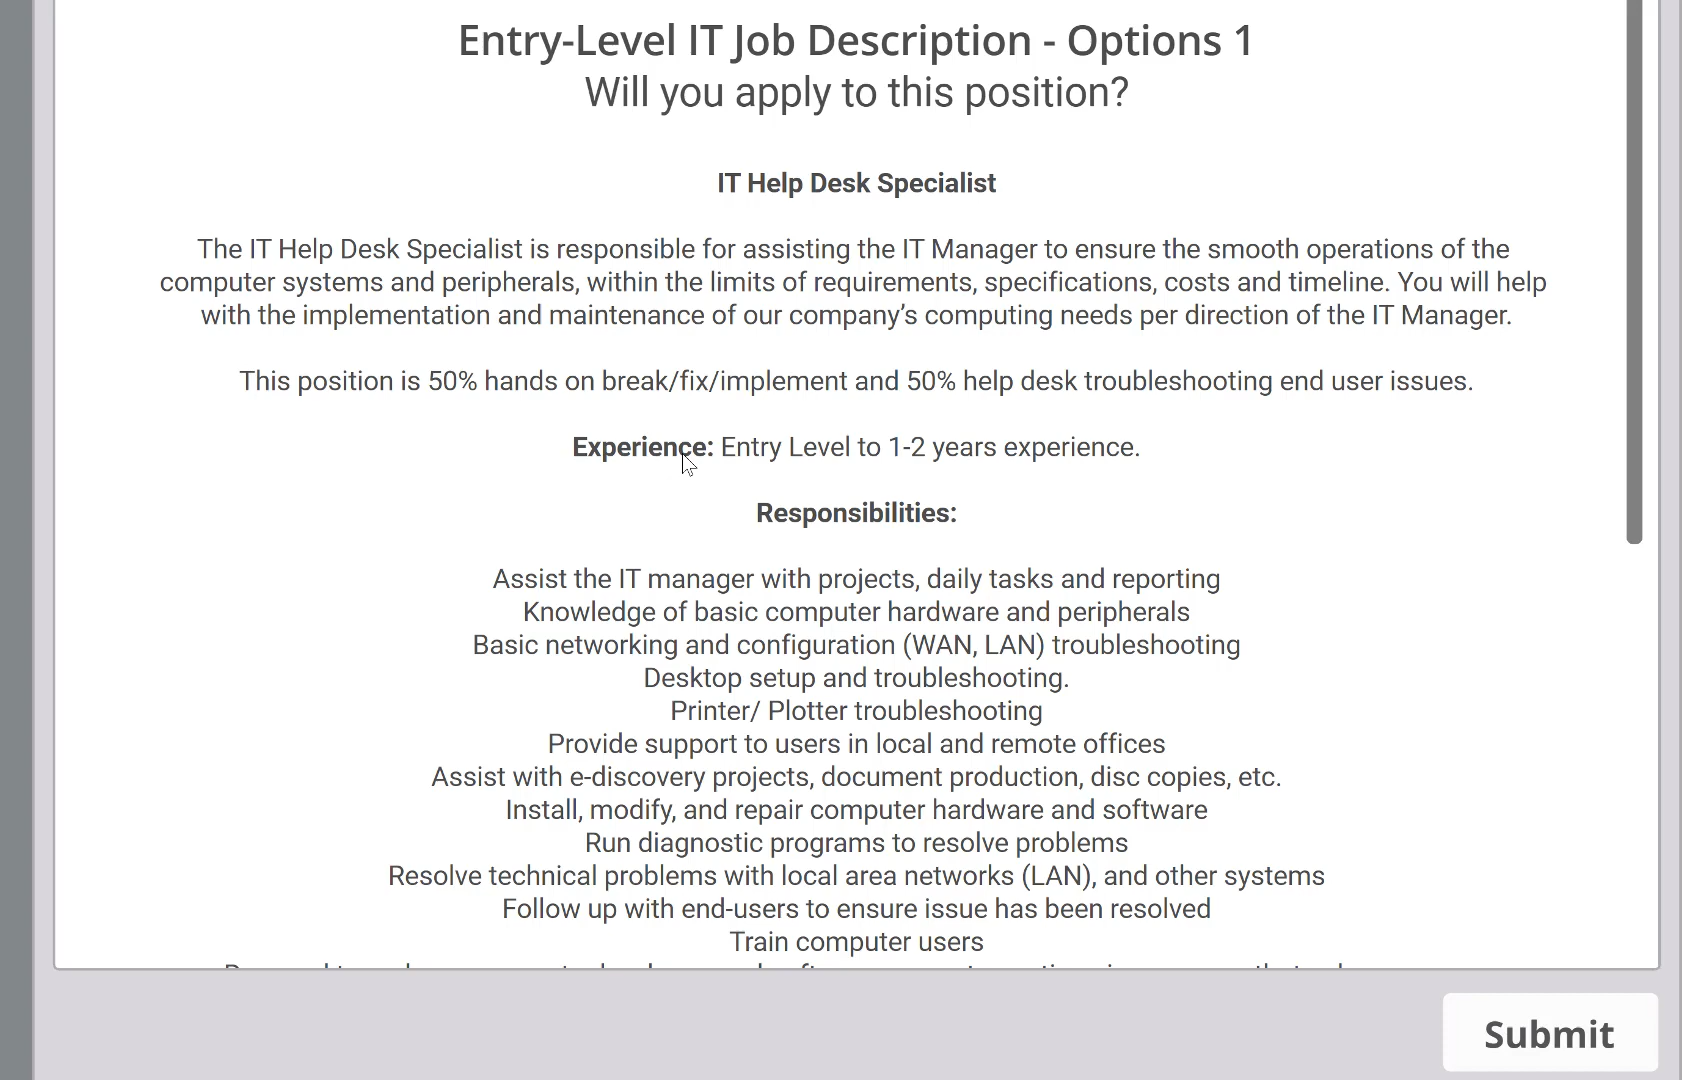 Entry-Level IT Job Description - Options 1
Will you apply to this position?
IT Help Desk Specialist
The IT Help Desk Specialist is responsible for assisting the IT Manager to ensure the smooth operations of the
computer systems and peripherals, within the limits of requirements, specifications, costs and timeline. You will help
with the implementation and maintenance of our company’s computing needs per direction of the IT Manager.
This position is 50% hands on break/fix/implement and 50% help desk troubleshooting end user issues.
Experience: Entry Level to 1-2 years experience.
Responsibilities:
Assist the IT manager with projects, daily tasks and reporting
Knowledge of basic computer hardware and peripherals
Basic networking and configuration (WAN, LAN) troubleshooting
Desktop setup and troubleshooting.
Printer/ Plotter troubleshooting
Provide support to users in local and remote offices
Assist with e-discovery projects, document production, disc copies, etc.
Install, modify, and repair computer hardware and software
Run diagnostic programs to resolve problems
Resolve technical problems with local area networks (LAN), and other systems
Follow up with end-users to ensure issue has been resolved
Train computer users
Submit